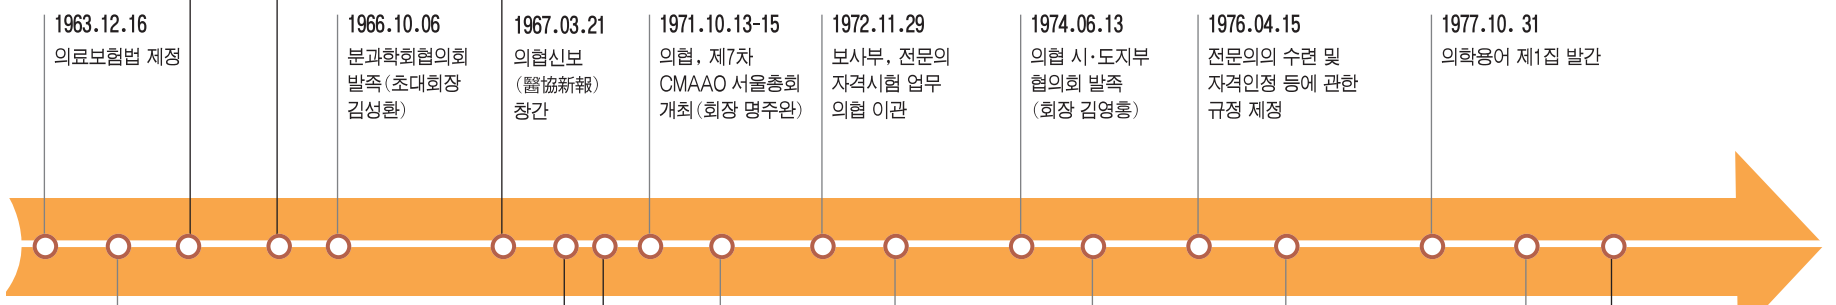 1963.12.16
의료보험법 제정
1966.10.06
분과학회협의회
발족(초대회장
김성환)
1967.03.21
의협신보
(醫協新報)
창간
1971.10.13-15
의협, 제7차
CMAAO 서울총회
개최(회장 명주완)
1972.11.29
보사부, 전문의
자격시험 업무
의협 이관
1974.06.13
의협 시·도지부
협의회 발족
(회장 김영홍)
1976.04.15
전문의의 수련 및
자격인정 등에 관한
규정 제정
1977.10. 31
의학용어 제1집 발간